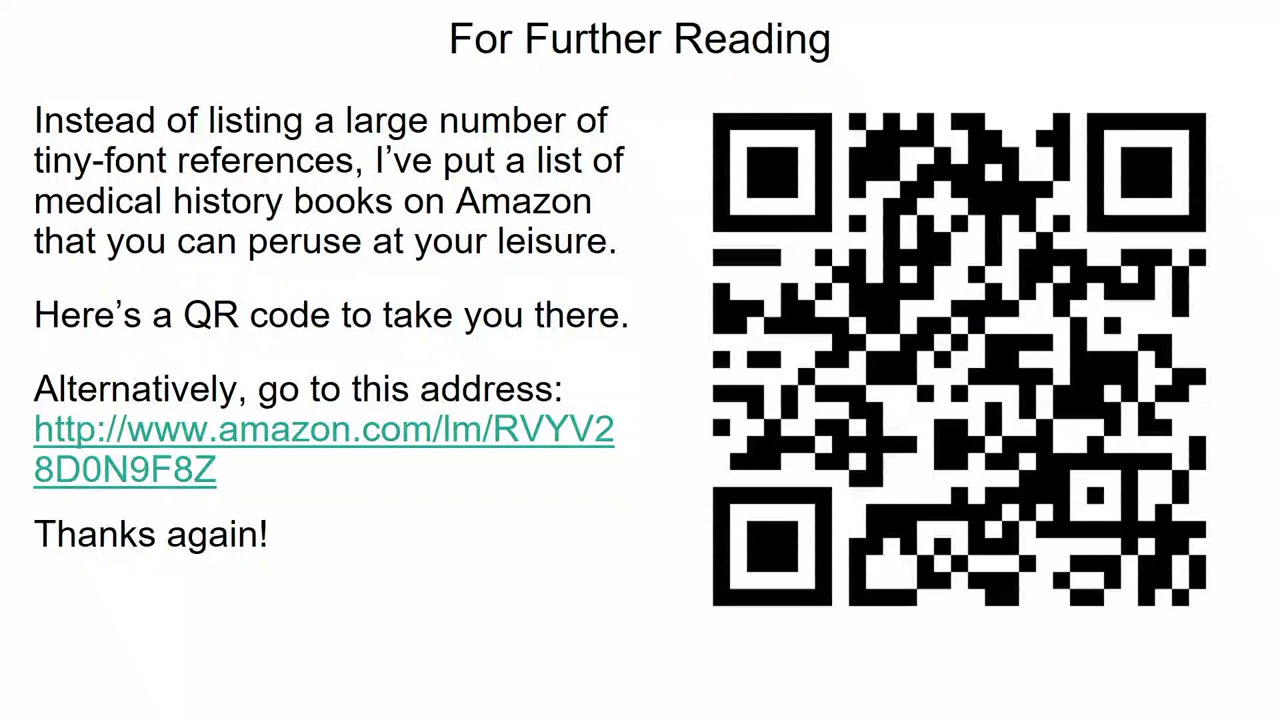 For Further Reading
Instead of listing a large number of
tiny-font references, I’ve put a list of
medical history books on Amazon
that you can peruse at your leisure.
Here’s a QR code to take you there.
Alternatively, go to this address:
http://www.amazon.com/lm/RVYV2
8D0N9F8Z
Thanks again!